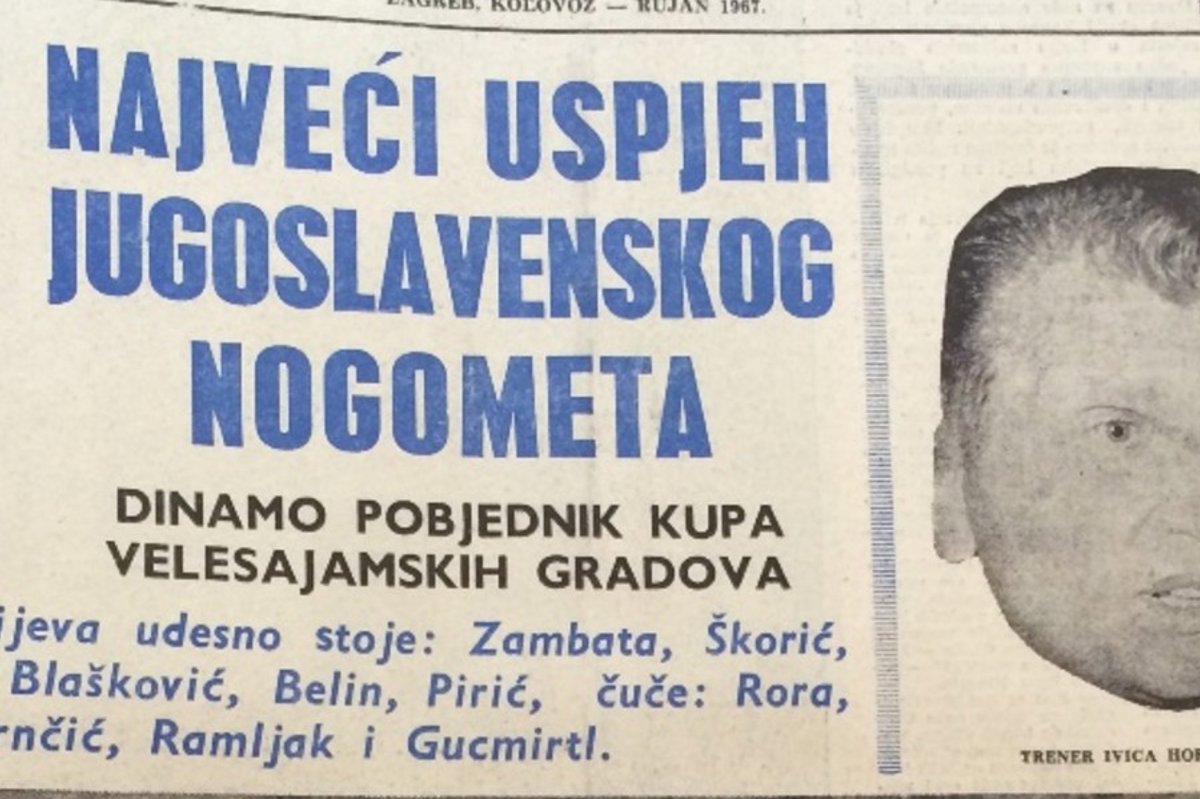 ZAGREB, KOLOVOZ — RUJAN 1967.
NAJVEĆI USPJEH
JUGOSLAVENSKOG
NOGOMETA
DINAMO POBJEDNIK KUPA
VELESAJAMSKIH GRADOVA
ijeva udesno stoje: Zambata, Škorić,
Blašković, Belin, Pirić, čuče: Rora,
rnčić, Ramljak i Gucmirtl.
TRENER IVICA HOR